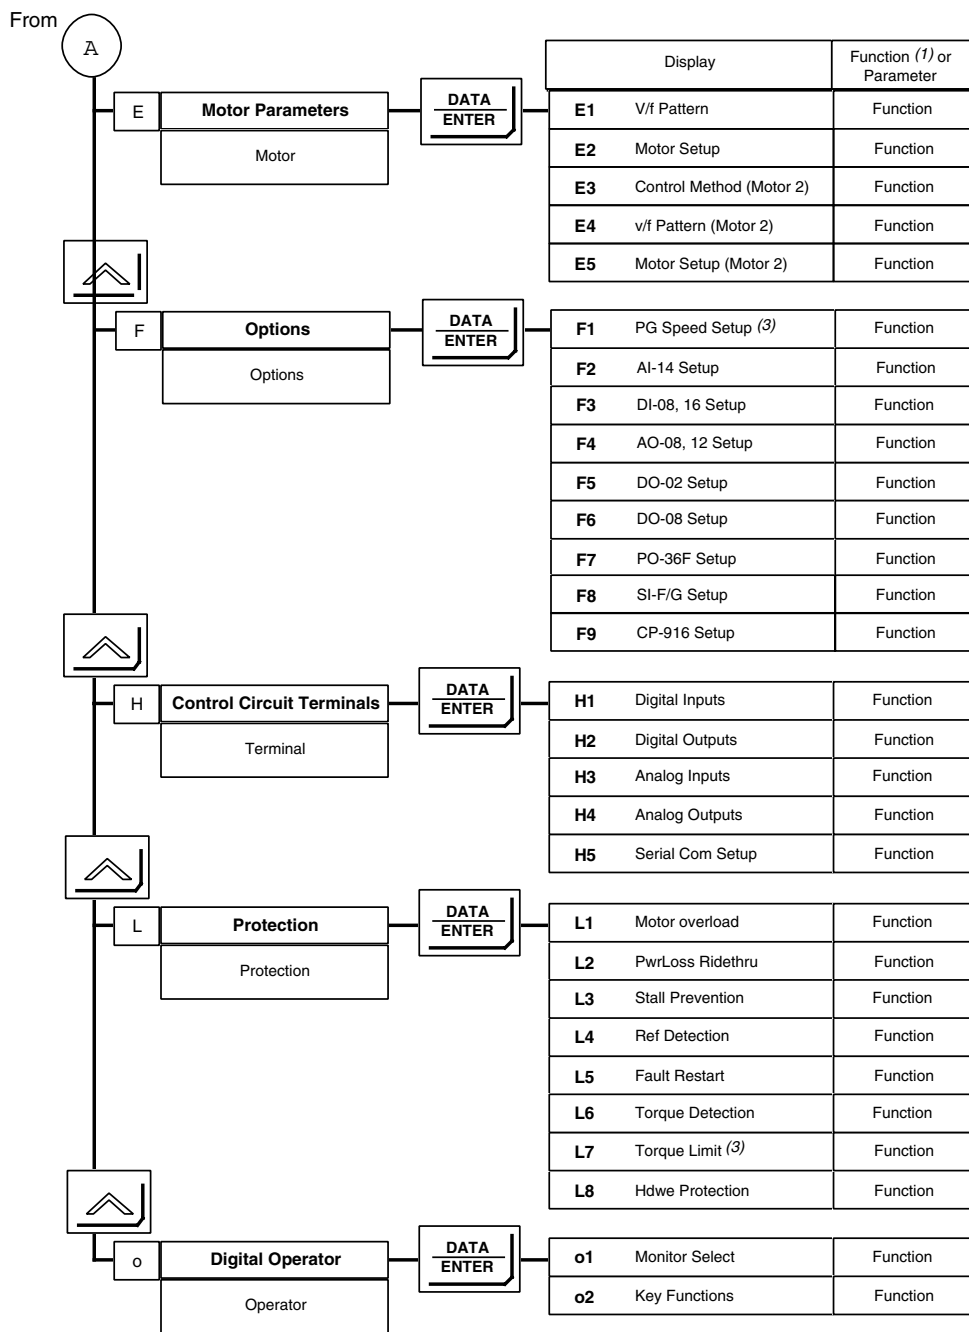 From
A
Display
Function (1) or
Parameter
E
Motor Parameters
Motor
DATA
ENTER
E1 V/f Pattern Function
E2 Motor Setup Function
E3 Control Method (Motor 2) Function
E4 v/f Pattern (Motor 2) Function
E5 Motor Setup (Motor 2) Function
F
Options
Options
DATA
ENTER
F1 PG Speed Setup (3) Function
F2 AI-14 Setup Function
F3 DI-08, 16 Setup Function
F4 AO-08, 12 Setup Function
F5 DO-02 Setup Function
F6 DO-08 Setup Function
F7 PO-36F Setup Function
F8 SI-F/G Setup Function
F9 CP-916 Setup Function
H
Control Circuit Terminals
Terminal
DATA
ENTER
H1 Digital Inputs Function
H2 Digital Outputs Function
H3 Analog Inputs Function
H4 Analog Outputs Function
H5 Serial Com Setup Function
L
Protection
Protection
DATA
ENTER
L1 Motor overload Function
L2 PwrLoss Ridethru Function
L3 Stall Prevention Function
L4 Ref Detection Function
L5 Fault Restart Function
L6 Torque Detection Function
L7 Torque Limit (3) Function
L8 Hdwe Protection Function
o
Digital Operator
Operator
DATA
ENTER
o1 Monitor Select Function
o2 Key Functions Function